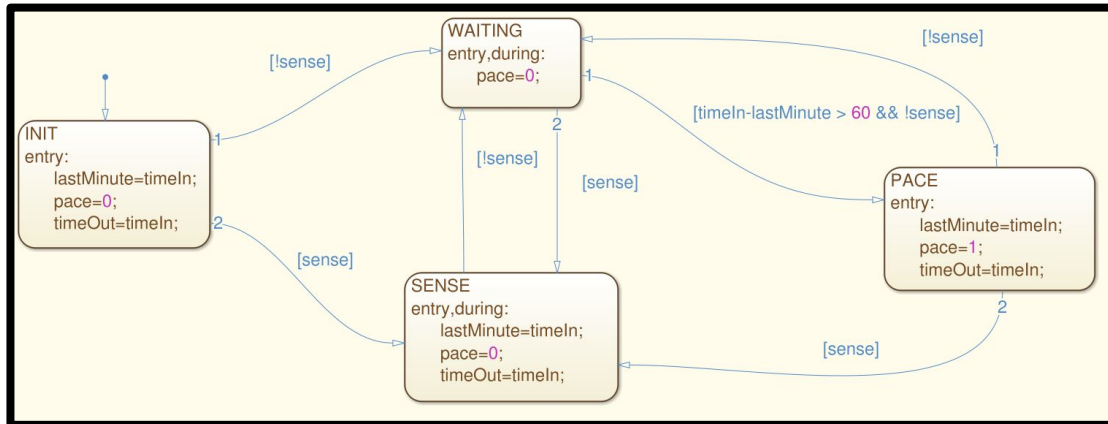 WAITING
entry,during:
pace=0;
[!sense]
[!sense]
1
[timeIn-lastMinute > 60 && !sense]
INIT
entry:
lastMinute=timeIn;
pace=0;
timeOut=timeIn;
1
2
2
[!sense]
[sense]
1
PACE
entry:
lastMinute=timeIn;
pace=1;
timeOut=timeIn;
2
[sense]
SENSE
entry,during:
lastMinute=timeIn;
pace=0;
timeOut=timeIn;
[sense]